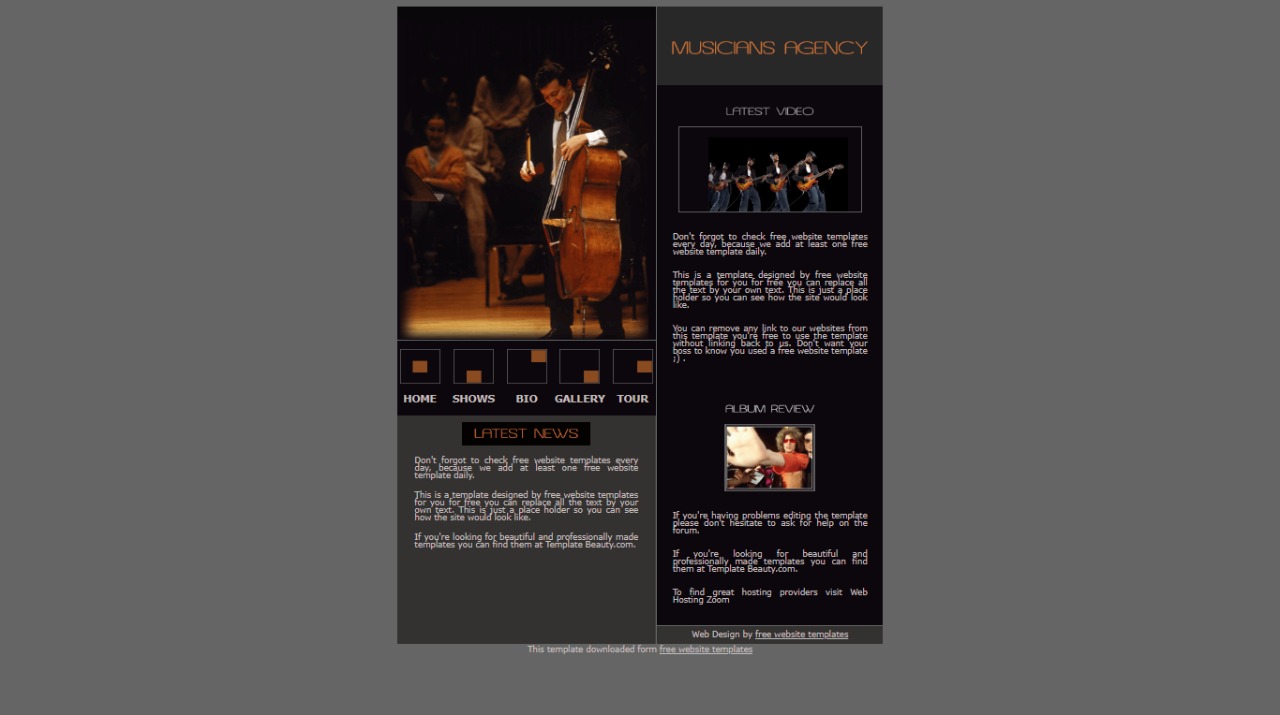 MUSICIANS AGENCY
LATEST VIDEO
Don't forgot to check free website templates
every day, because we add at least one free
website template daily.
This is a template designed by free website
templates for you for free you can replace all
the text by your own text. This is just a place
holder so you can see how the site would look
like.
You can remove any link to our websites from
this template you're free to use the template
without linking back to us. Don't want your
boss to know you used a free website template
;) .
ALBUM REVIEW
If you're having problems editing the template
please don't hesitate to ask for help on the
forum.
If you're looking for beautiful and
professionally made templates you can find
them at Template Beauty.com.
To find great hosting providers visit Web
Hosting Zoom
Web Design by free website templates
HOME SHOWS BIO GALLERY TOUR
LATEST NEWS
Don't forgot to check free website templates every
day, because we add at least one free website
template daily.
This is a template designed by free website templates
for you for free you can replace all the text by your
own text. This is just a place holder so you can see
how the site would look like.
If you're looking for beautiful and professionally made
templates you can find them at Template Beauty.com.
This template downloaded form free website templates